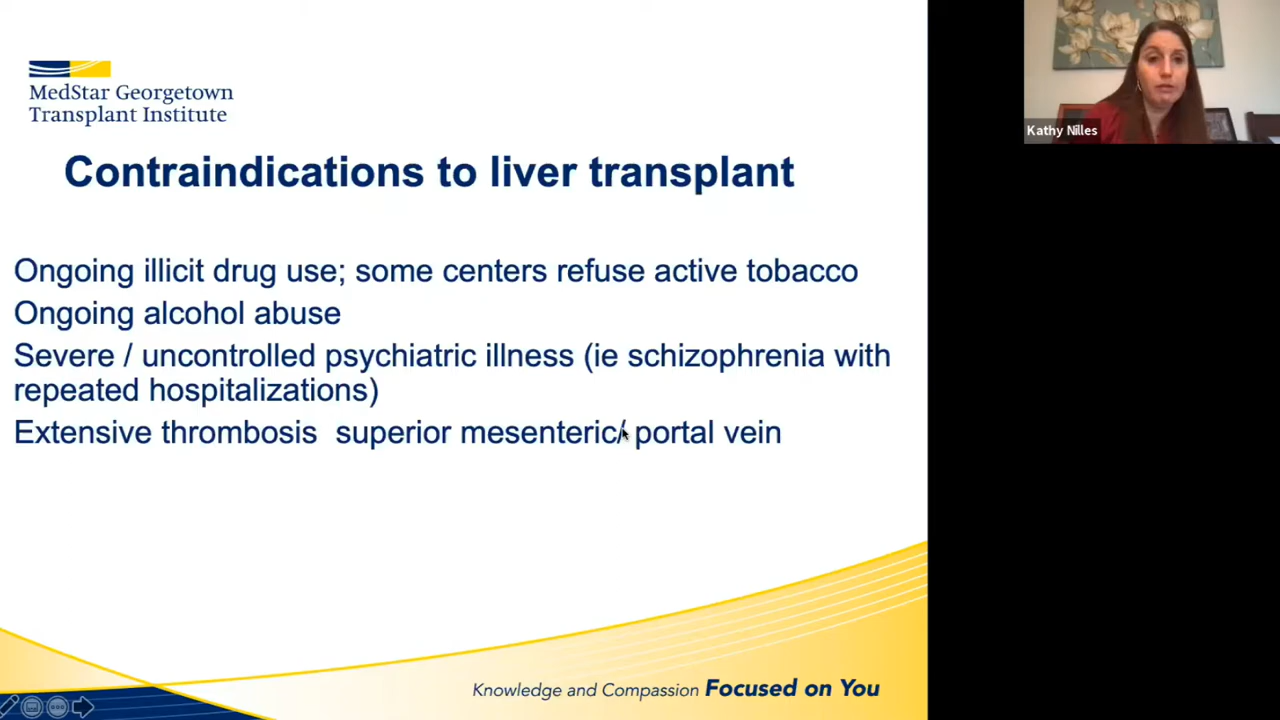 MedStar Georgetown
Transplant Institute
Contraindications to liver transplant
Ongoing illicit drug use; some centers refuse active tobacco
Ongoing alcohol abuse
Severe / uncontrolled psychiatric illness (ie schizophrenia with
repeated hospitalizations)
Extensive thrombosis  superior mesenteric/ portal vein
Knowledge and Compassion Focused on You
Kathy Nilles